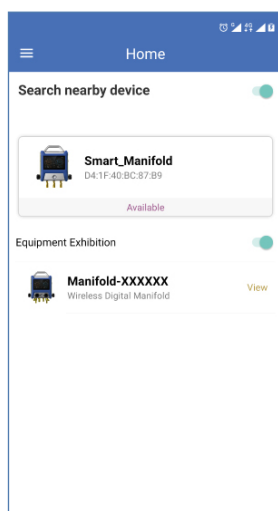 Home
Search nearby device
Smart_Manifold
D4:1F:40:BC:87:B9
Available
Equipment Exhibition
Manifold-XXXXXX
Wireless Digital Manifold
View